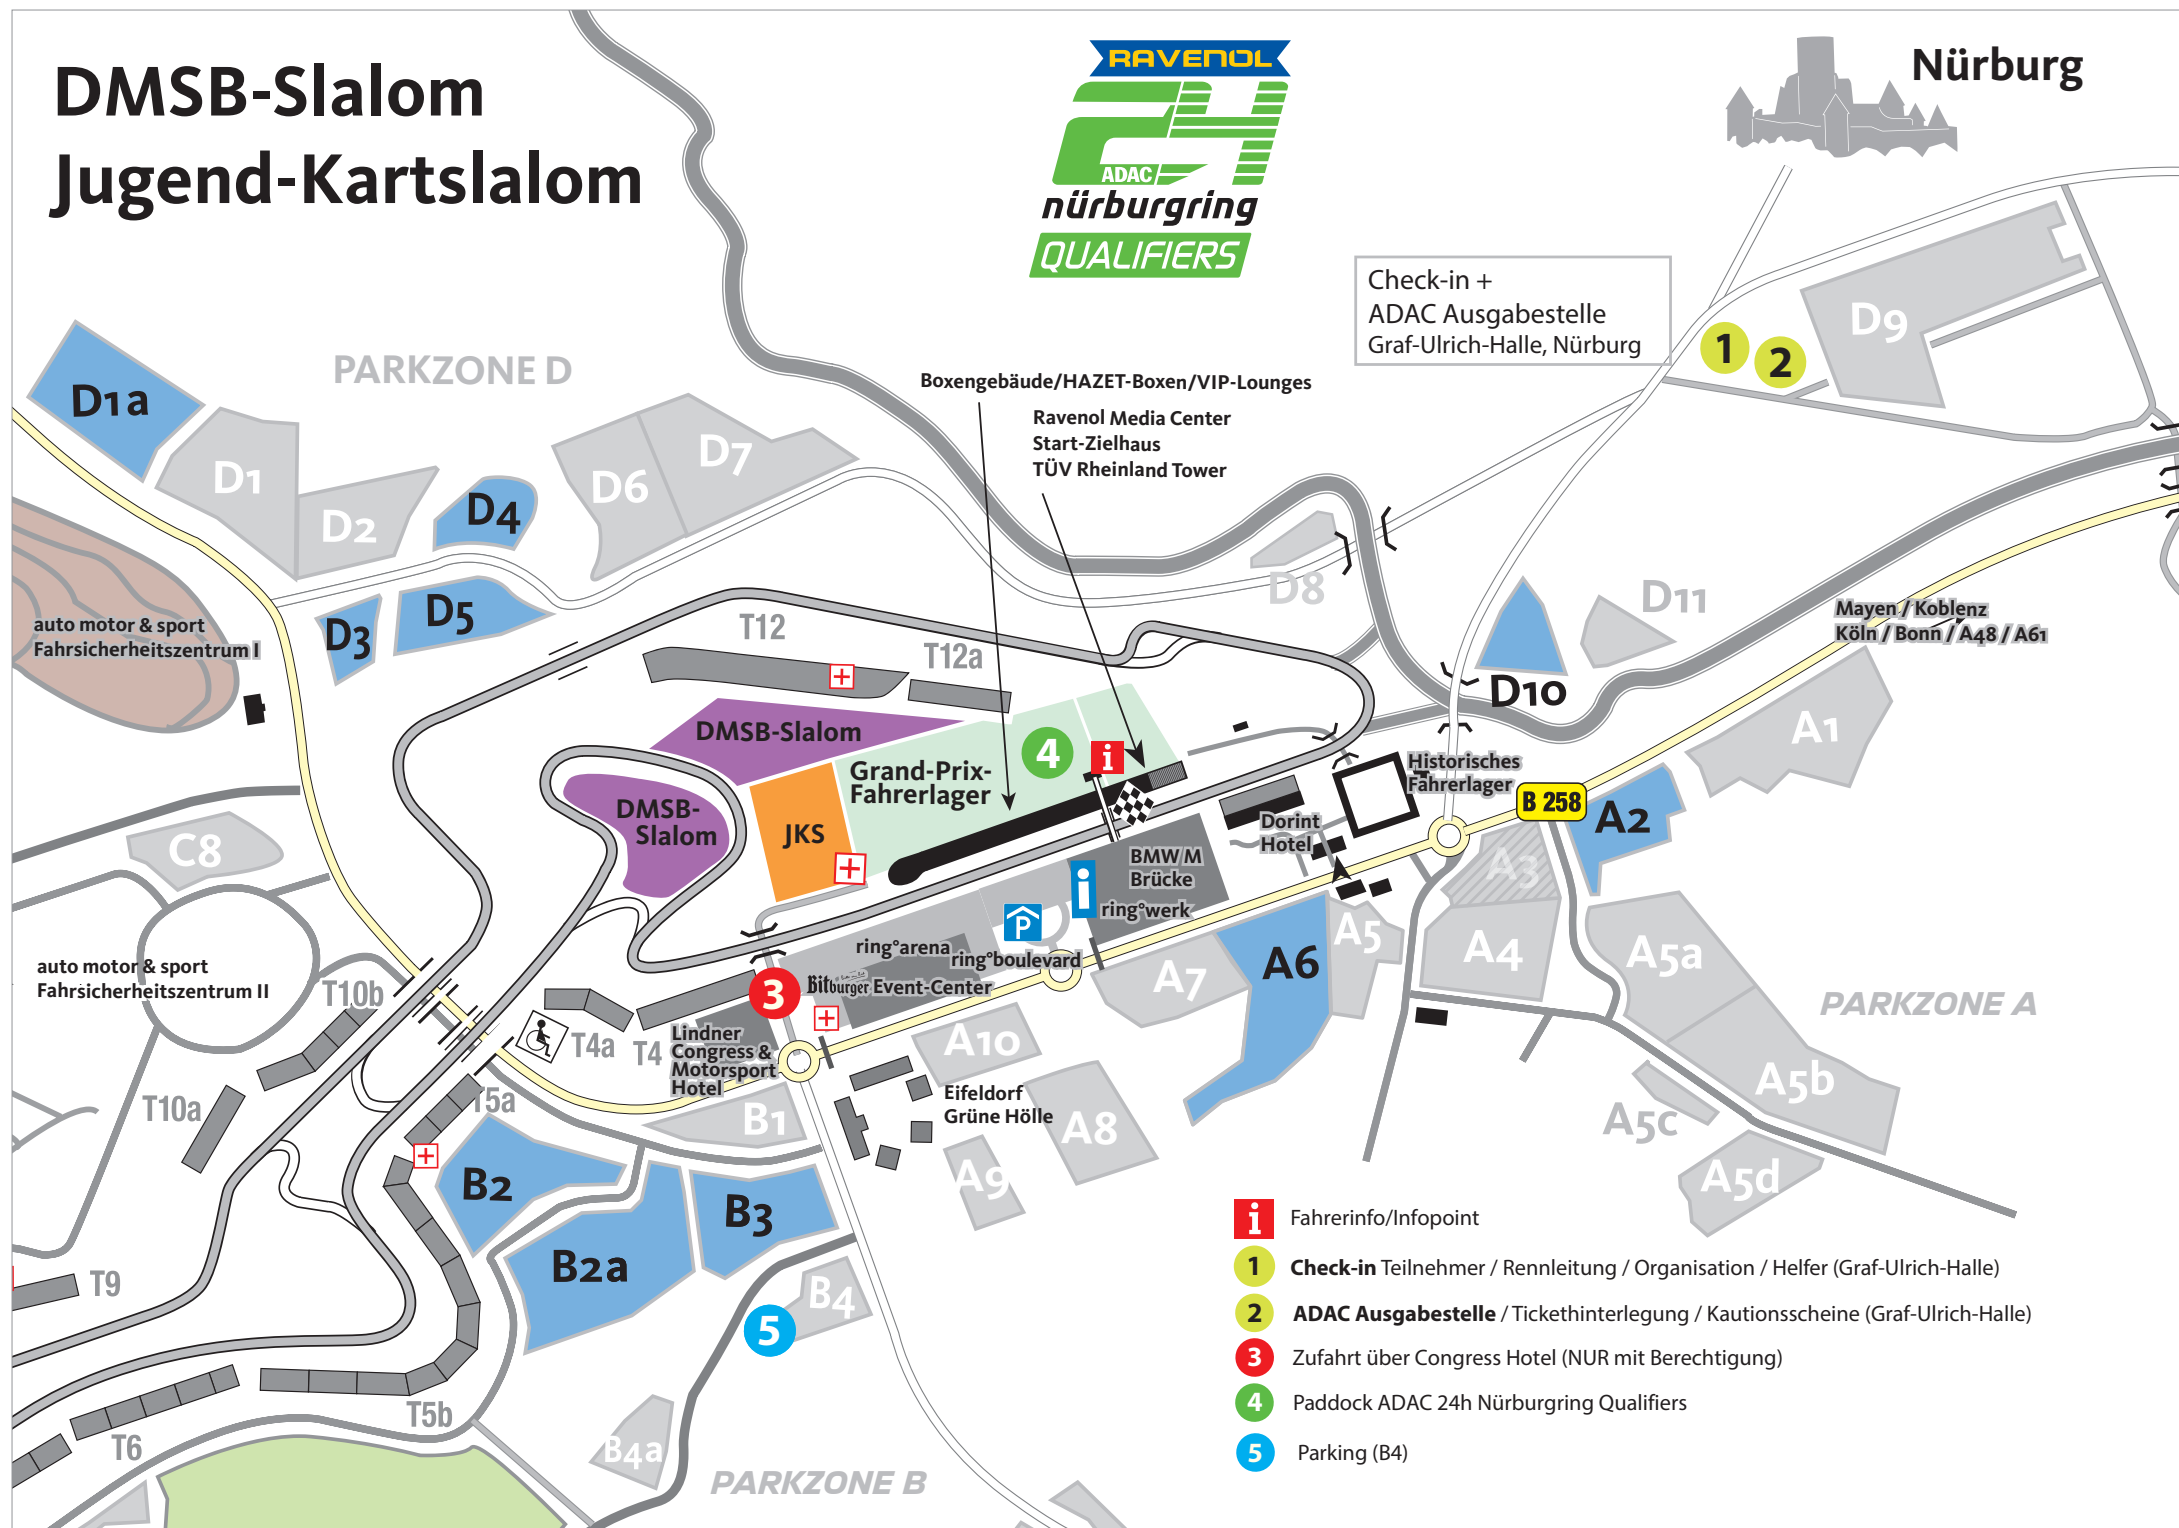 DMSB-Slalom
Jugend-Kartslalom
RAVENOL
24
ADAC
nürburgring
QUALIFIERS
Nürburg
Check-in +
ADAC Ausgabestelle
Graf-Ulrich-Halle, Nürburg
1
2
D9
PARKZONE D
D1a
D1
D2
D4
D6
D7
D3
D5
D8
D10
D11
Boxengebäude/HAZET-Boxen/VIP-Lounges
Ravenol Media Center
Start-Zielhaus
TÜV Rheinland Tower
auto motor & sport
Fahrsicherheitszentrum I
T12
T12a
Mayen / Koblenz
Köln / Bonn / A48 / A61
DMSB-Slalom
DMSB-
Slalom
JKS
Grand-Prix-
Fahrerlager
4
i
Historisches
Fahrerlager
B 258
A1
A2
A3
Dorint
Hotel
BMW M
Brücke
ring°werk
i
P
ring°arena
ring°boulevard
Bitburger Event-Center
C8
auto motor & sport
Fahrsicherheitszentrum II
T10b
T10a
T4a
T4
3
Lindner
Congress &
Motorsport
Hotel
T5a
A7
A6
A5
A4
A5a
A5b
A5c
A5d
PARKZONE A
A10
A8
A9
Eifeldorf
Grüne Hölle
B1
B2
B2a
B3
B4
5
T9
T6
T5b
B4a
PARKZONE B
i Fahrerinfo/Infopoint
1 Check-in Teilnehmer / Rennleitung / Organisation / Helfer (Graf-Ulrich-Halle)
2 ADAC Ausgabestelle / Tickethinterlegung / Kautionsscheine (Graf-Ulrich-Halle)
3 Zufahrt über Congress Hotel (NUR mit Berechtigung)
4 Paddock ADAC 24h Nürburgring Qualifiers
5 Parking (B4)